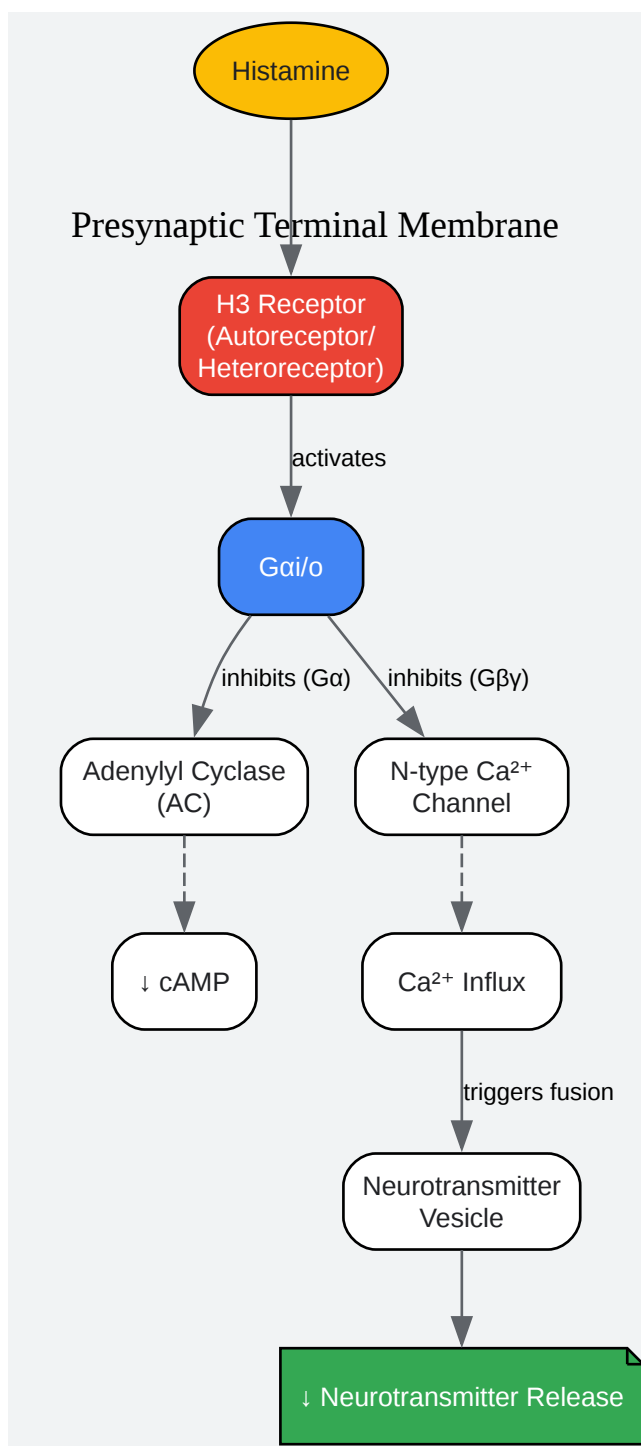 Histamine
Presynaptic Terminal Membrane
H3 Receptor
(Autoreceptor/
Heteroreceptor)
activates
Gαi/o
inhibits (Gα)
inhibits (Gβγ)
Adenylyl Cyclase
(AC)
N-type Ca²⁺
Channel
↓ cAMP
Ca²⁺ Influx
triggers fusion
Neurotransmitter
Vesicle
↓ Neurotransmitter Release